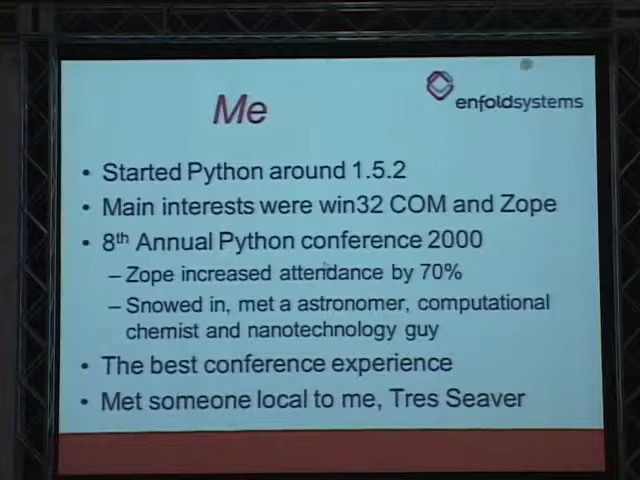 Me
enfoldsystems
• Started Python around 1.5.2
• Main interests were win32 COM and Zope
• 8th Annual Python conference 2000
– Zope increased attendance by 70%
– Snowed in, met a astronomer, computational
chemist and nanotechnology guy
• The best conference experience
• Met someone local to me, Tres Seaver